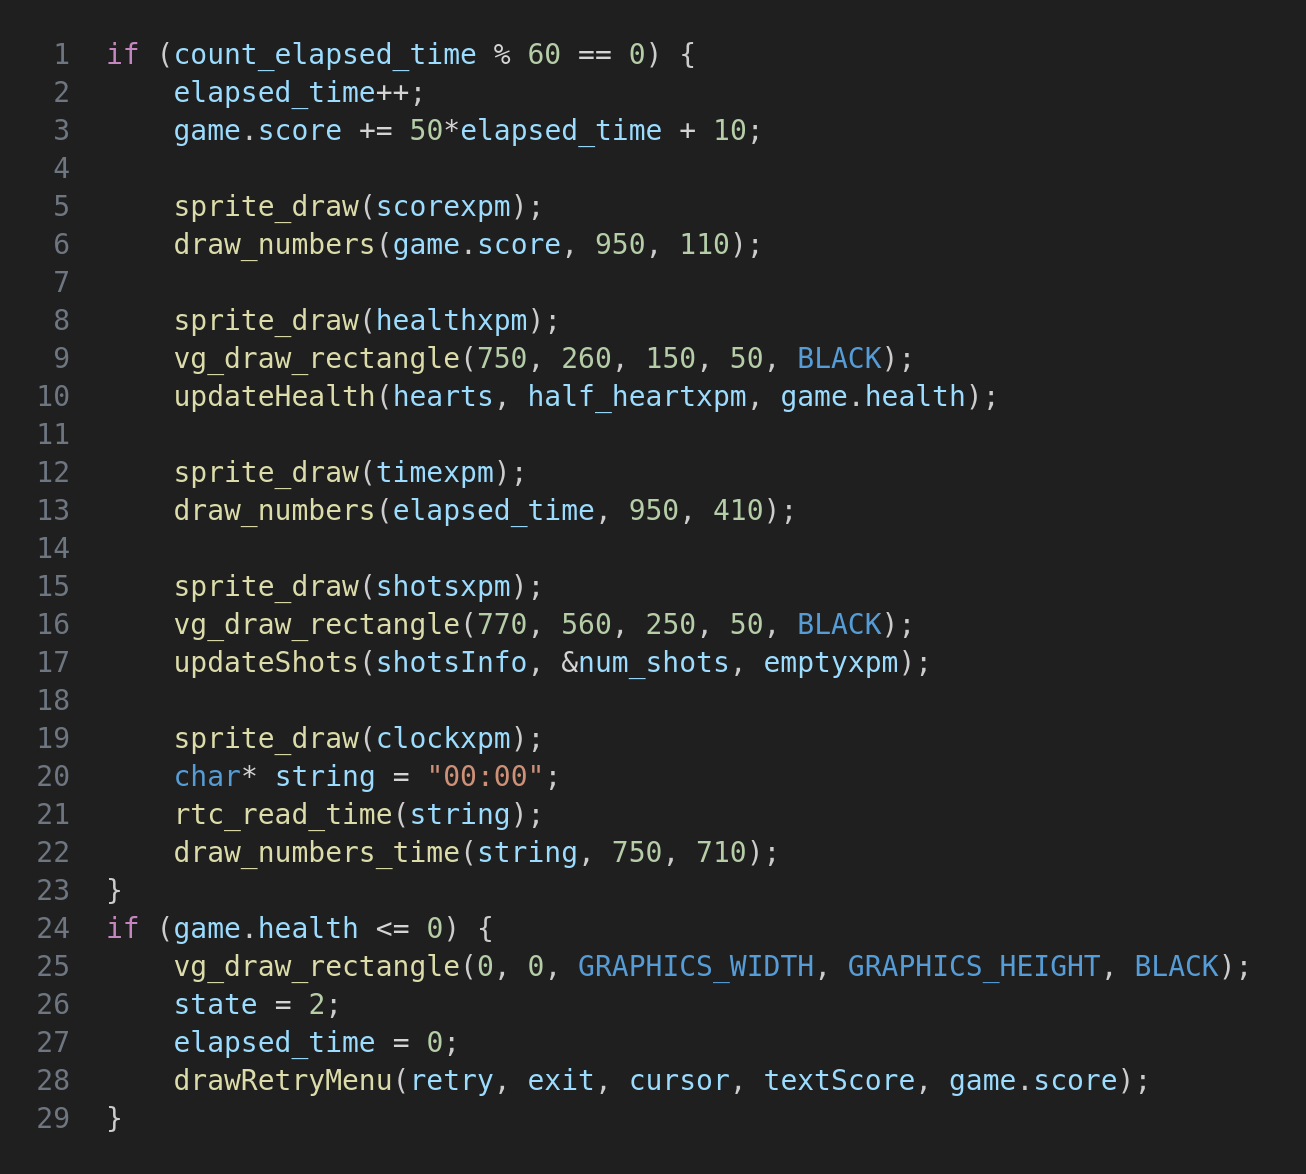 1 if (count_elapsed_time % 60 == 0) {
2     elapsed_time++;
3     game.score += 50*elapsed_time + 10;
4
5     sprite_draw(scorexpm);
6     draw_numbers(game.score, 950, 110);
7
8     sprite_draw(healthxpm);
9     vg_draw_rectangle(750, 260, 150, 50, BLACK);
10     updateHealth(hearts, half_heartxpm, game.health);
11
12     sprite_draw(timexpm);
13     draw_numbers(elapsed_time, 950, 410);
14
15     sprite_draw(shotsxpm);
16     vg_draw_rectangle(770, 560, 250, 50, BLACK);
17     updateShots(shotsInfo, &num_shots, emptyxpm);
18
19     sprite_draw(clockxpm);
20     char* string = "00:00";
21     rtc_read_time(string);
22     draw_numbers_time(string, 750, 710);
23 }
24 if (game.health <= 0) {
25     vg_draw_rectangle(0, 0, GRAPHICS_WIDTH, GRAPHICS_HEIGHT, BLACK);
26     state = 2;
27     elapsed_time = 0;
28     drawRetryMenu(retry, exit, cursor, textScore, game.score);
29 }